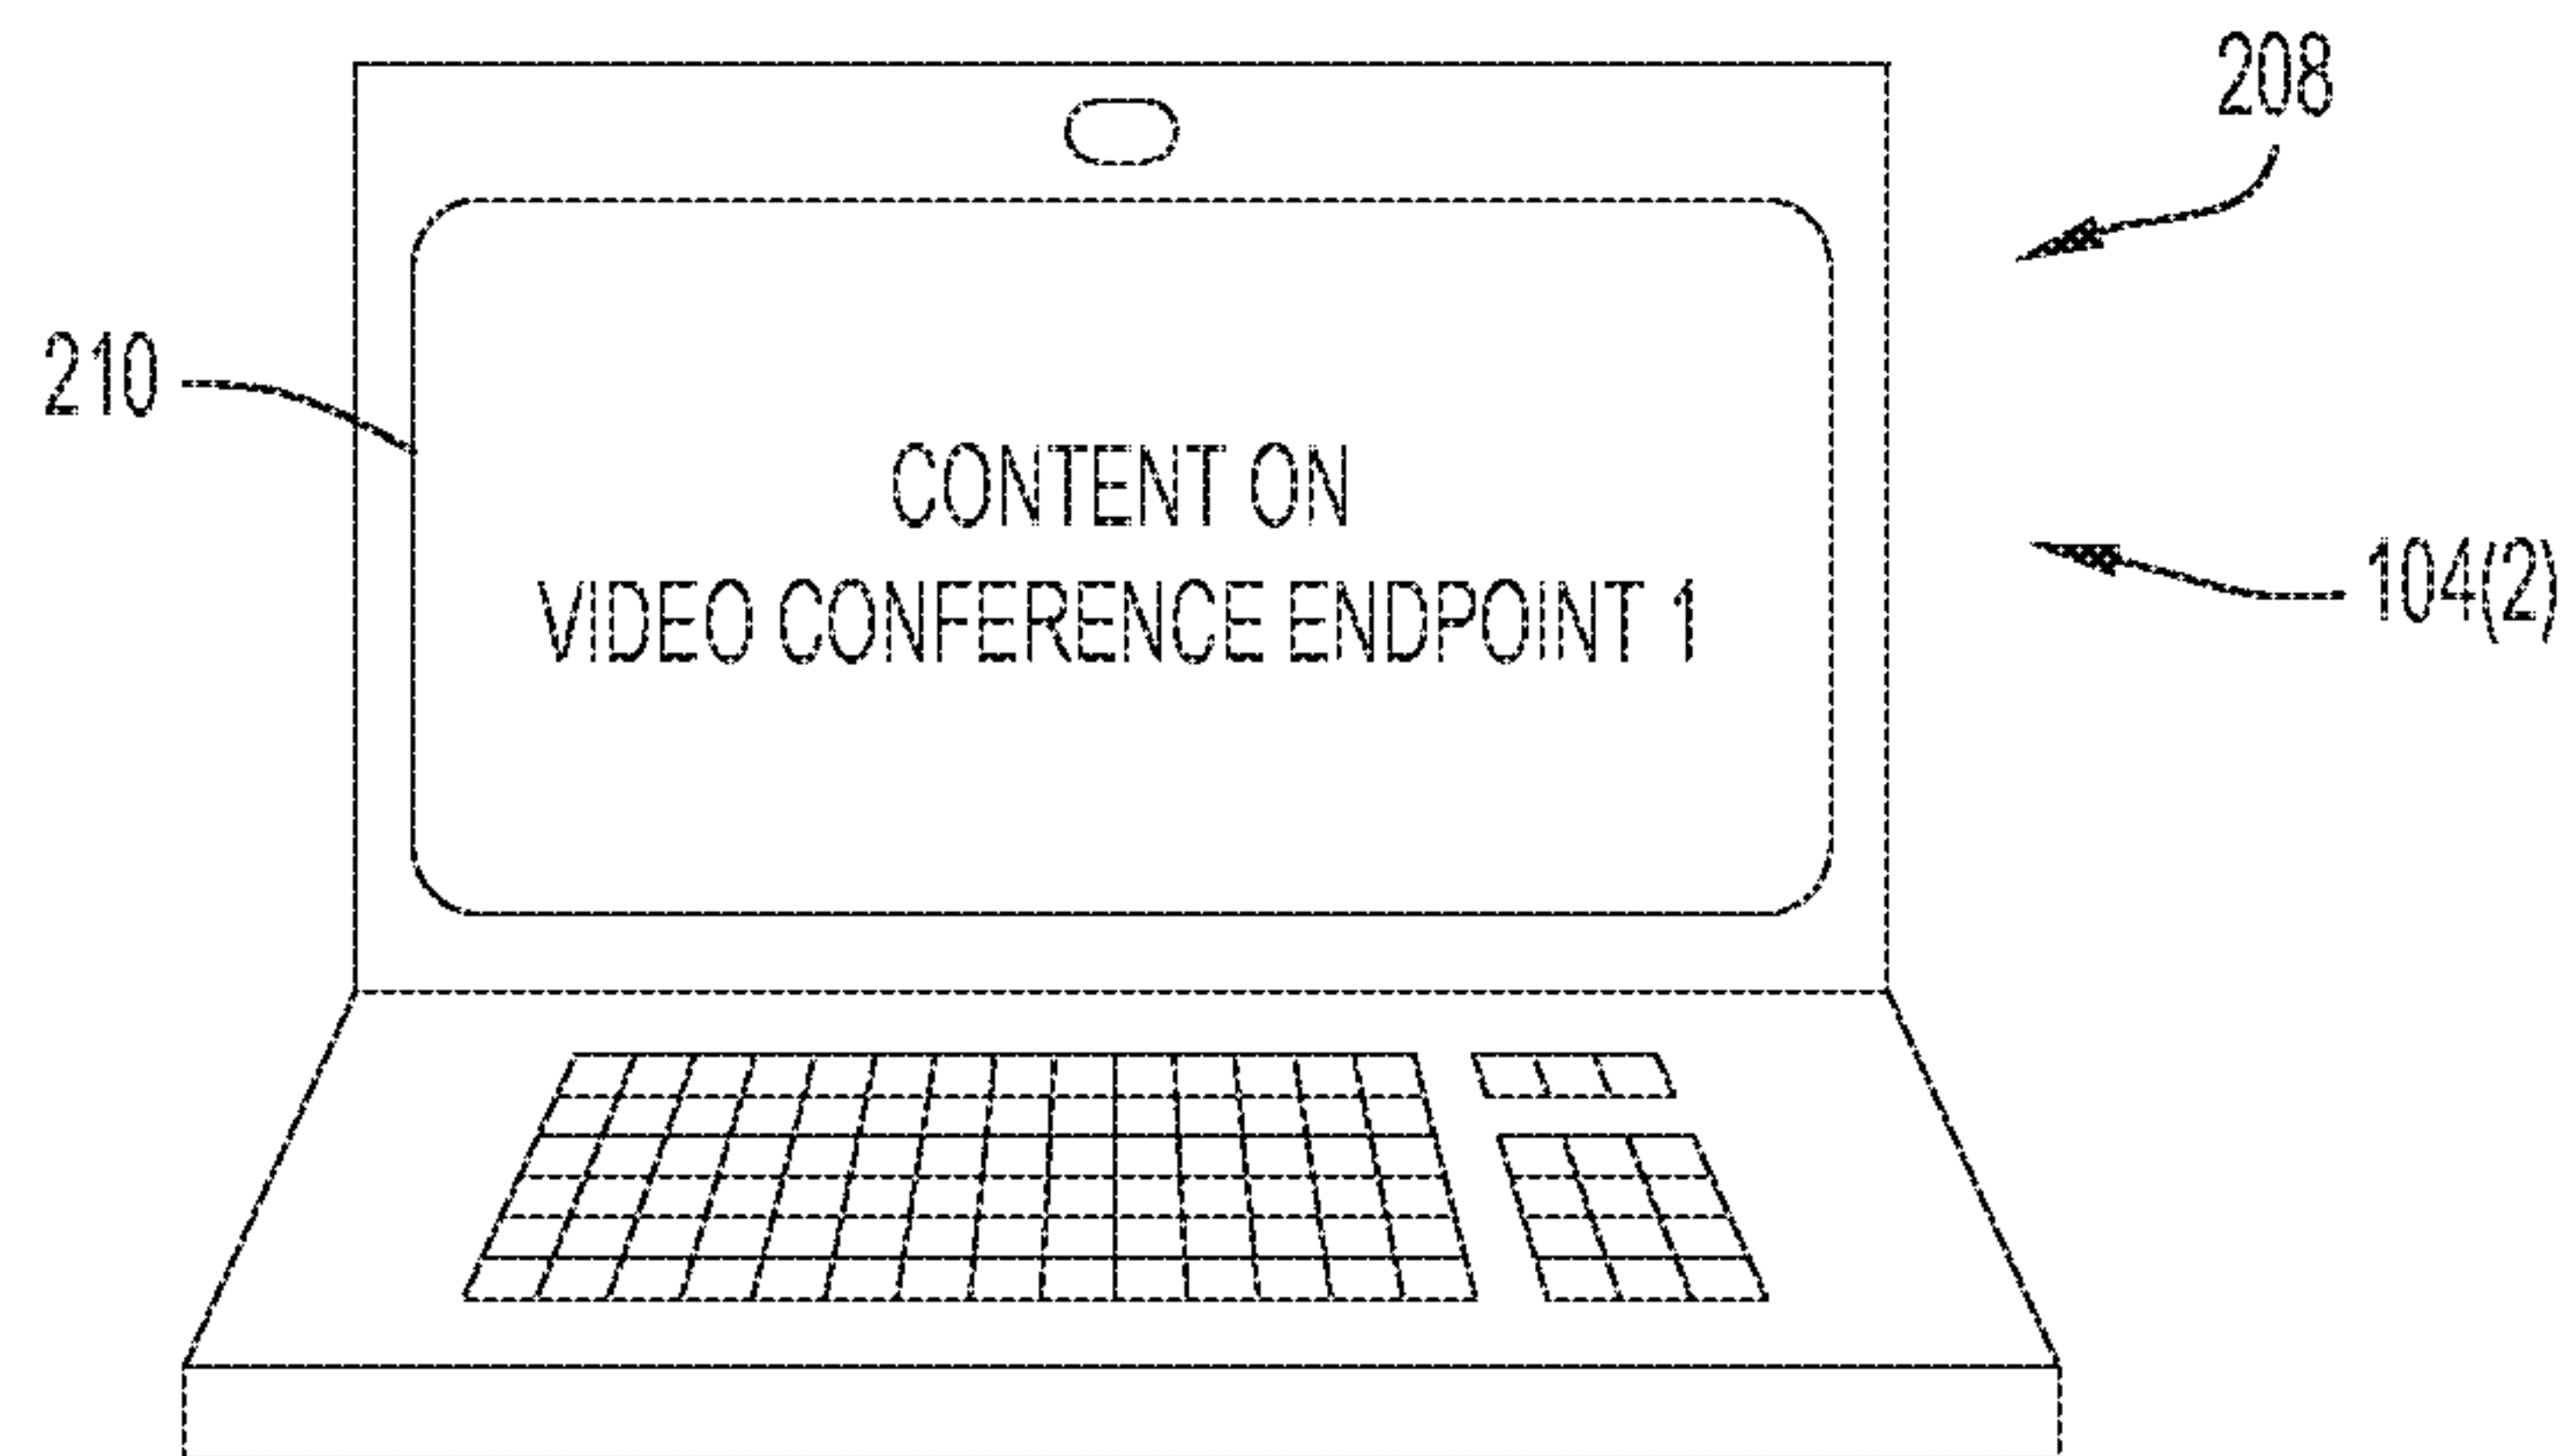 208
210
CONTENT ON
VIDEO CONFERENCE ENDPOINT 1
104(2)